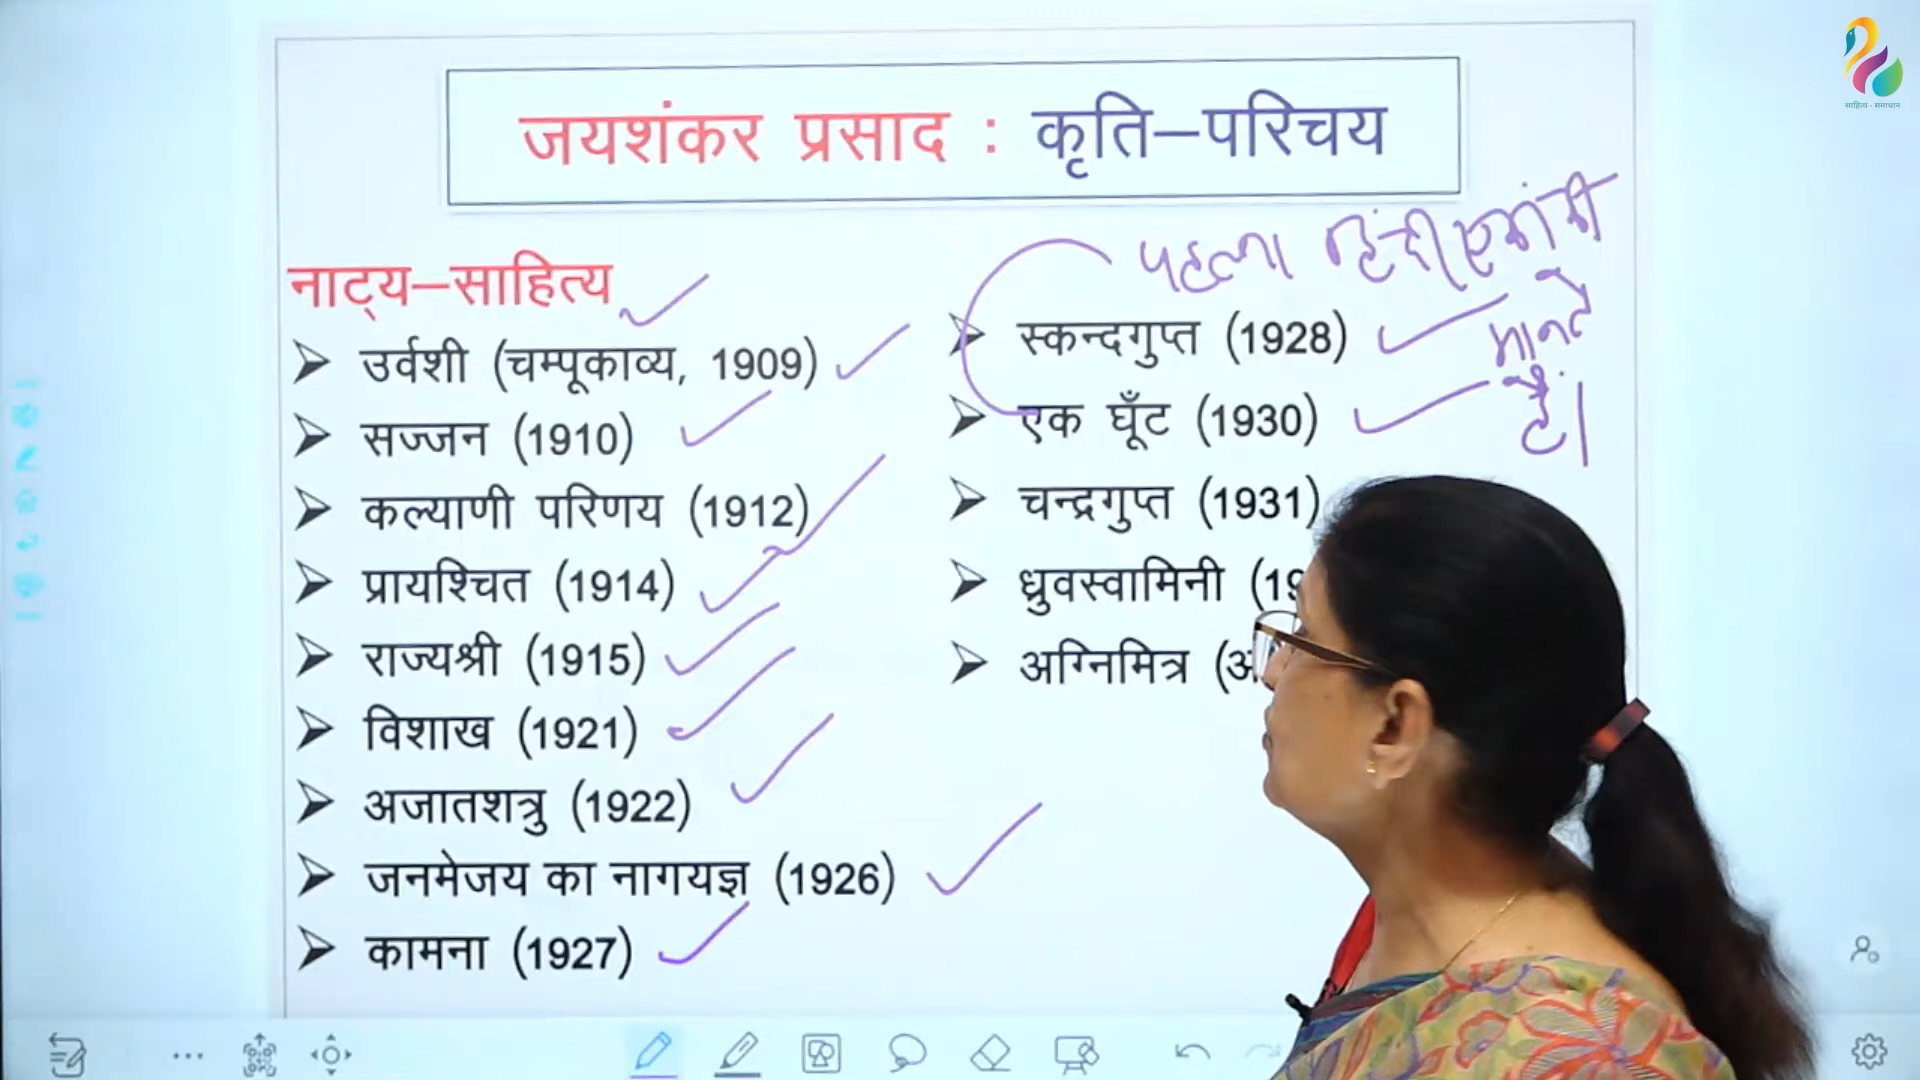 साहित्य - समाधान
जयशंकर प्रसाद : कृति–परिचय
नाट्य–साहित्य
उर्वशी (चम्पूकाव्य, 1909)
सज्जन (1910)
कल्याणी परिणय (1912)
प्रायश्चित (1914)
राज्यश्री (1915)
विशाख (1921)
अजातशत्रु (1922)
जनमेजय का नागयज्ञ (1926)
कामना (1927)
पहला हिंदी एकांकी
मानते
हैं।
स्कन्दगुप्त (1928)
एक घूँट (1930)
चन्द्रगुप्त (1931)
ध्रुवस्वामिनी (19
अग्निमित्र (अ